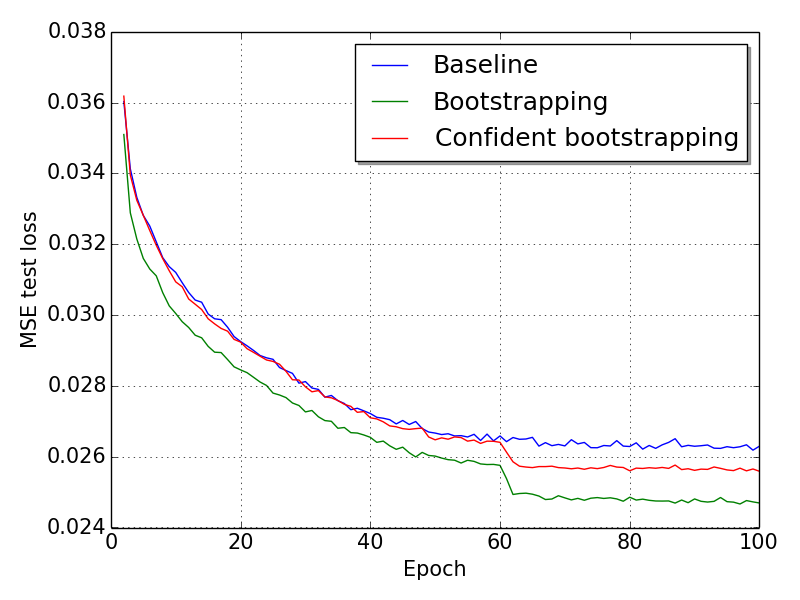 0.038
0.036
0.034
0.032
0.030
0.028
0.026
0.024
MSE test loss
Baseline
Bootstrapping
Confident bootstrapping
0 20 40 60 80 100
Epoch